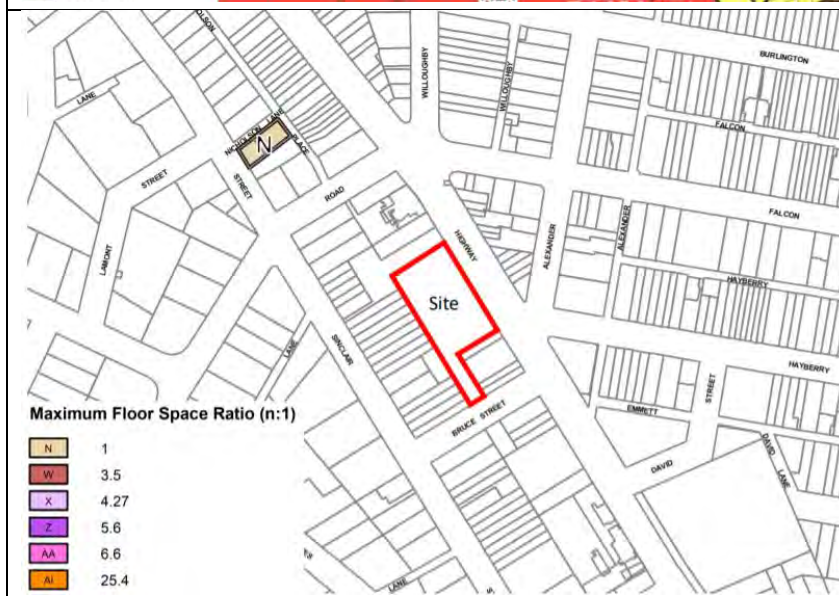 OLSON
LANE
WILLOUGHBY
WILLOUGHBY
BURLINGTON
FALCON
NICHOLSON LANE
N
PLACE
STREET
STREET
ROAD
HIGHWAY
ALEXANDER
ALEXANDER
FALCON
LAMONT
Site
HAYBERRY
SINCLAIR
LANE
HAYBERRY
Maximum Floor Space Ratio (n:1)
EMMETT
STREET
BRUCE STREET
DAVID
DAVID LANE
N 1
W 3.5
X 4.27
Z 5.6
AA 6.6
AI 25.4
LANE